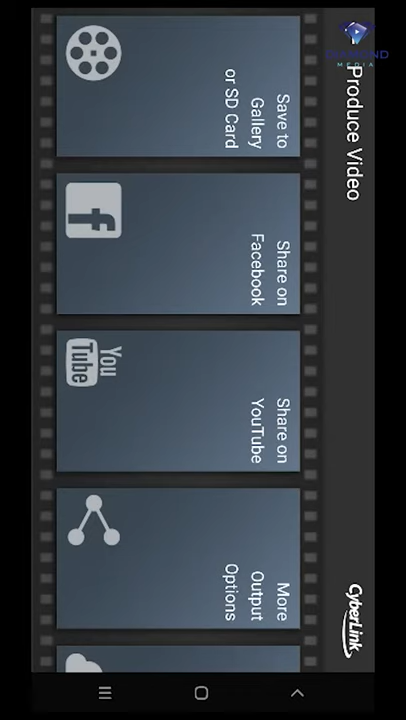 Produce Video
CyberLink
Save to
Gallery
or SD Card
Share on
Facebook
Share on
YouTube
More
Output
Options
f
You
Tube
MEDIA